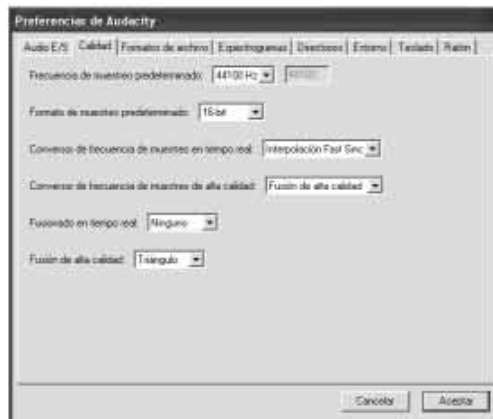 Preferencias de Audacity
Audio E/S Calidad Formatos de archivo Espectrogramas Directorios Entorno Teclado Ratón
Frecuencia de muestreo predeterminado: 44100 Hz 44100
Formato de muestreo predeterminado: 16-bit
Conversor de frecuencia de muestreo en tiempo real: Interpolación Fast Sinc
Conversor de frecuencia de muestreo de alta calidad: Fusión de alta calidad
Fusionado en tiempo real: Ninguno
Fusión de alta calidad: Triángulo
Cancelar Aceptar